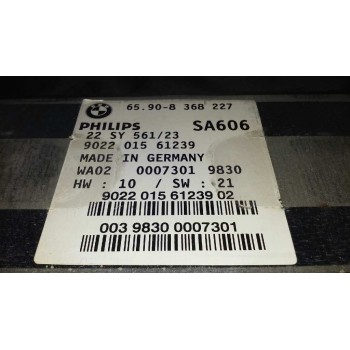 65.90-8 368 227
PHILIPS SA606
22 SY 561/23
9022 015 61239
MADE IN GERMANY
WA02 0007301 9830
HW : 10 / SW : 21
9022 015 61239 02
003 9830 0007301